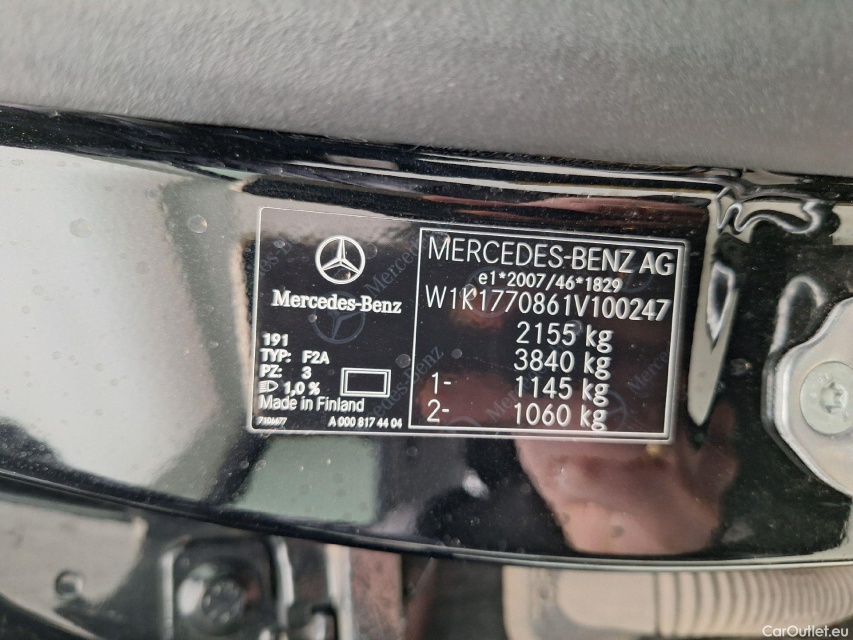 Mercedes-Benz
191
TYP: F2A
PZ: 3
1,0 %
Made in Finland
7106677
A 000 817 44 04
MERCEDES-BENZ AG
e1*2007/46*1829
W1K1770861V100247
2155 kg
3840 kg
1- 1145 kg
2- 1060 kg
CarOutlet.eu